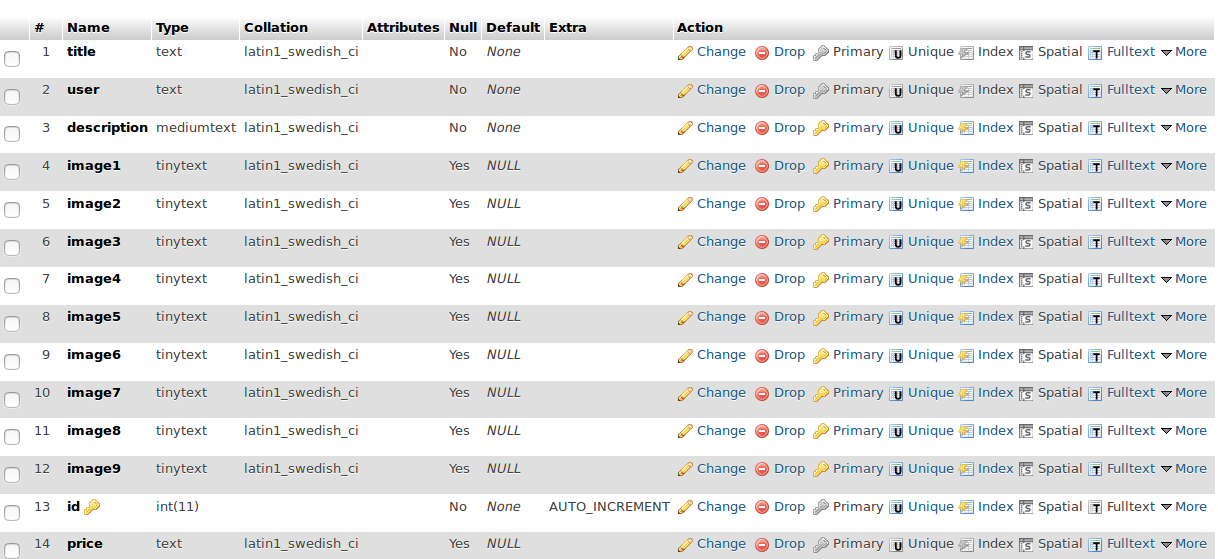 # Name Type Collation Attributes Null Default Extra Action
1 title text latin1_swedish_ci No None Change Drop Primary Unique Index Spatial Fulltext More
2 user text latin1_swedish_ci No None Change Drop Primary Unique Index Spatial Fulltext More
3 description mediumtext latin1_swedish_ci No None Change Drop Primary Unique Index Spatial Fulltext More
4 image1 tinytext latin1_swedish_ci Yes NULL Change Drop Primary Unique Index Spatial Fulltext More
5 image2 tinytext latin1_swedish_ci Yes NULL Change Drop Primary Unique Index Spatial Fulltext More
6 image3 tinytext latin1_swedish_ci Yes NULL Change Drop Primary Unique Index Spatial Fulltext More
7 image4 tinytext latin1_swedish_ci Yes NULL Change Drop Primary Unique Index Spatial Fulltext More
8 image5 tinytext latin1_swedish_ci Yes NULL Change Drop Primary Unique Index Spatial Fulltext More
9 image6 tinytext latin1_swedish_ci Yes NULL Change Drop Primary Unique Index Spatial Fulltext More
10 image7 tinytext latin1_swedish_ci Yes NULL Change Drop Primary Unique Index Spatial Fulltext More
11 image8 tinytext latin1_swedish_ci Yes NULL Change Drop Primary Unique Index Spatial Fulltext More
12 image9 tinytext latin1_swedish_ci Yes NULL Change Drop Primary Unique Index Spatial Fulltext More
13 id int(11) No None AUTO_INCREMENT Change Drop Primary Unique Index Spatial Fulltext More
14 price text latin1_swedish_ci Yes NULL Change Drop Primary Unique Index Spatial Fulltext More